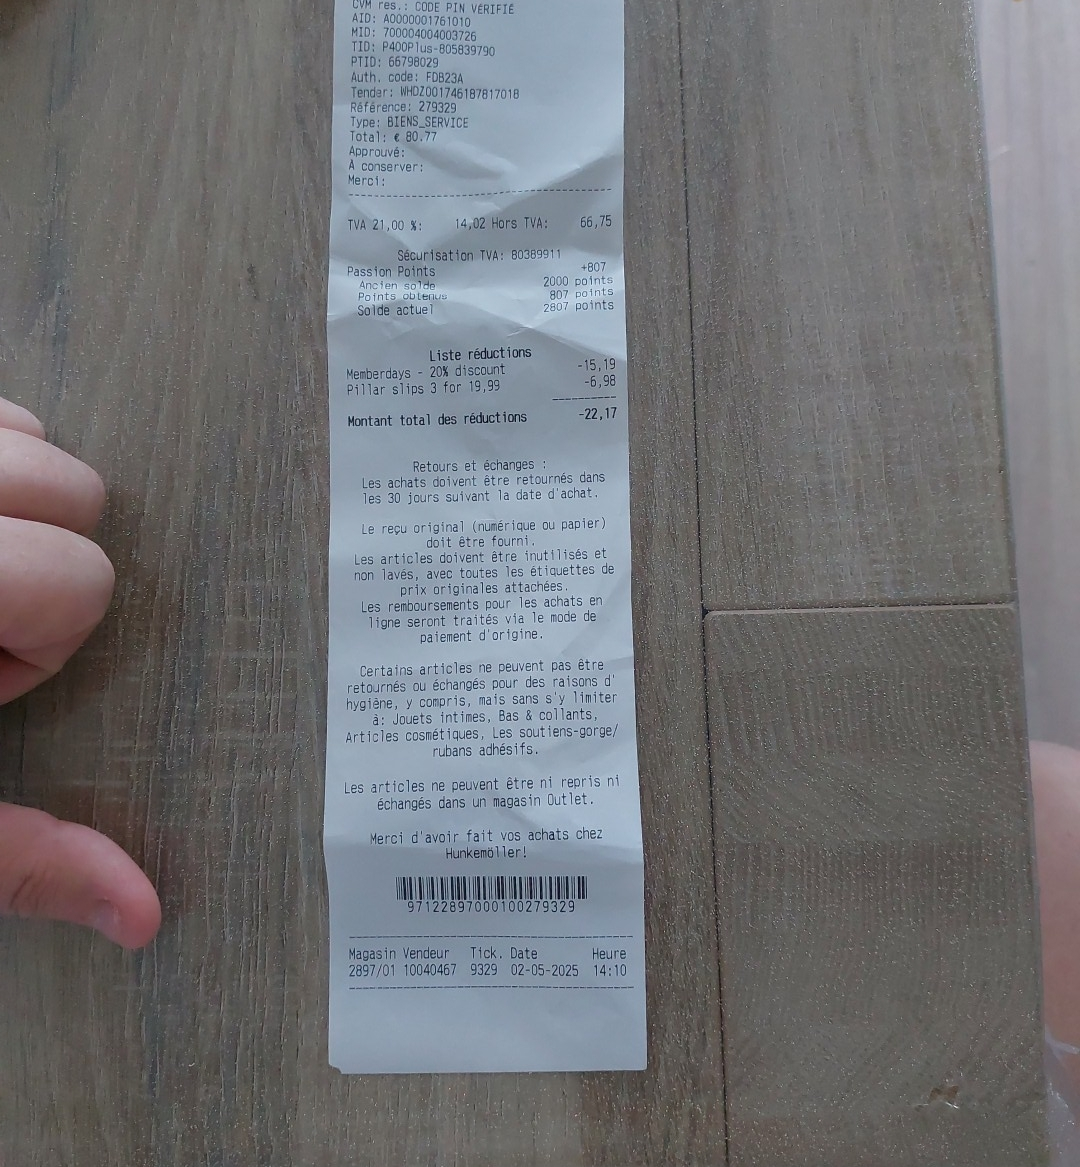 CVM res.: CODE PIN VÉRIFIÉ
AID: A0000001761010
MID: 700004004003726
TID: P400Plus-805839790
PTID: 66798029
Auth. code: FDB23A
Tender: WHDZ001746187817018
Référence: 279329
Type: BIENS_SERVICE
Total: € 80.77
Approuvé:
A conserver:
Merci:
TVA 21,00 %: 14,02 Hors TVA: 66,75
Sécurisation TVA: 80389911
Passion Points +807
Ancien solde 2000 points
Points obtenus 807 points
Solde actuel 2807 points
Liste réductions
Memberdays - 20% discount -15,19
Pillar slips 3 for 19,99 -6,98
Montant total des réductions -22,17
Retours et échanges :
Les achats doivent être retournés dans
les 30 jours suivant la date d'achat.
Le reçu original (numérique ou papier)
doit être fourni.
Les articles doivent être inutilisés et
non lavés, avec toutes les étiquettes de
prix originales attachées.
Les remboursements pour les achats en
ligne seront traités via le mode de
paiement d'origine.
Certains articles ne peuvent pas être
retournés ou échangés pour des raisons d'
hygiène, y compris, mais sans s'y limiter
à: Jouets intimes, Bas & collants,
Articles cosmétiques, Les soutiens-gorge/
rubans adhésifs.
Les articles ne peuvent être ni repris ni
échangés dans un magasin Outlet.
Merci d'avoir fait vos achats chez
Hunkemöller!
97122897000100279329
Magasin Vendeur Tick. Date Heure
2897/01 10040467 9329 02-05-2025 14:10